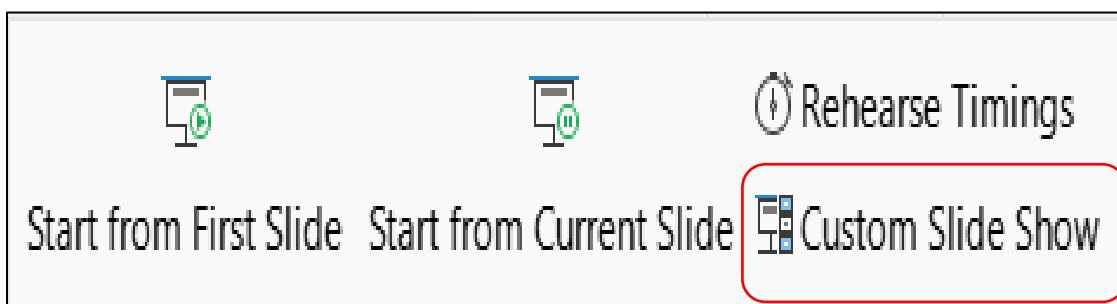 Rehearse Timings
Start from First Slide
Start from Current Slide
Custom Slide Show